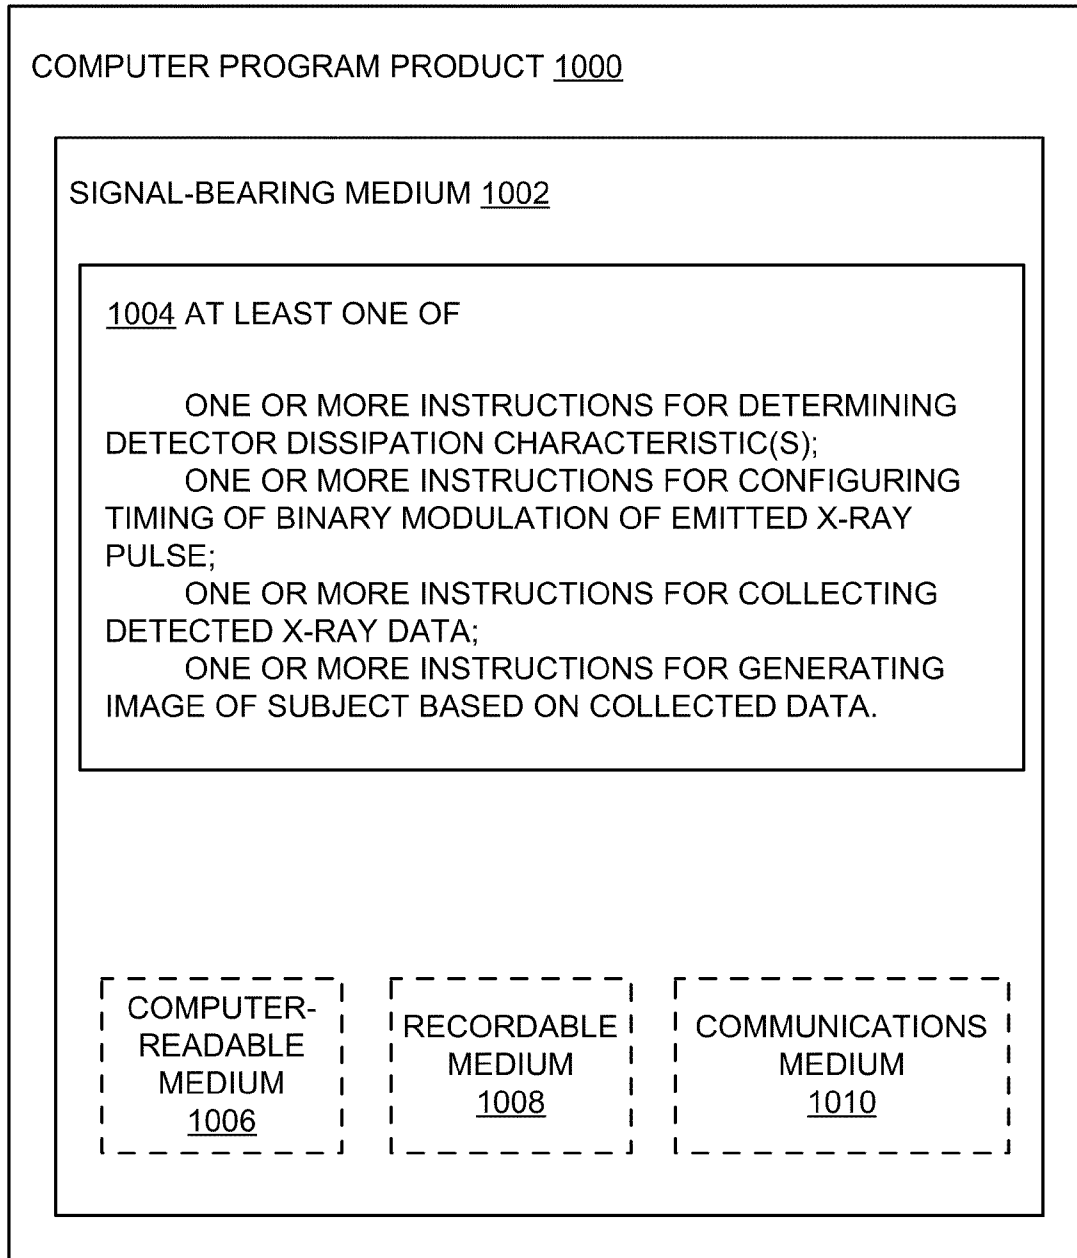 COMPUTER PROGRAM PRODUCT 1000
SIGNAL-BEARING MEDIUM 1002
1004 AT LEAST ONE OF
ONE OR MORE INSTRUCTIONS FOR DETERMINING
DETECTOR DISSIPATION CHARACTERISTIC(S);
ONE OR MORE INSTRUCTIONS FOR CONFIGURING
TIMING OF BINARY MODULATION OF EMITTED X-RAY
PULSE;
ONE OR MORE INSTRUCTIONS FOR COLLECTING
DETECTED X-RAY DATA;
ONE OR MORE INSTRUCTIONS FOR GENERATING
IMAGE OF SUBJECT BASED ON COLLECTED DATA.
COMPUTER-
READABLE
MEDIUM
1006
RECORDABLE
MEDIUM
1008
COMMUNICATIONS
MEDIUM
1010